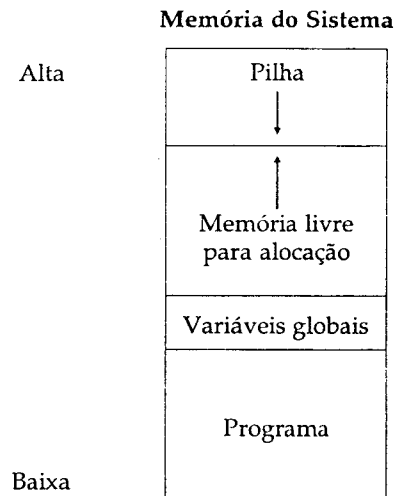 Memória do Sistema
Alta
Pilha
Memória livre
para alocação
Variáveis globais
Programa
Baixa